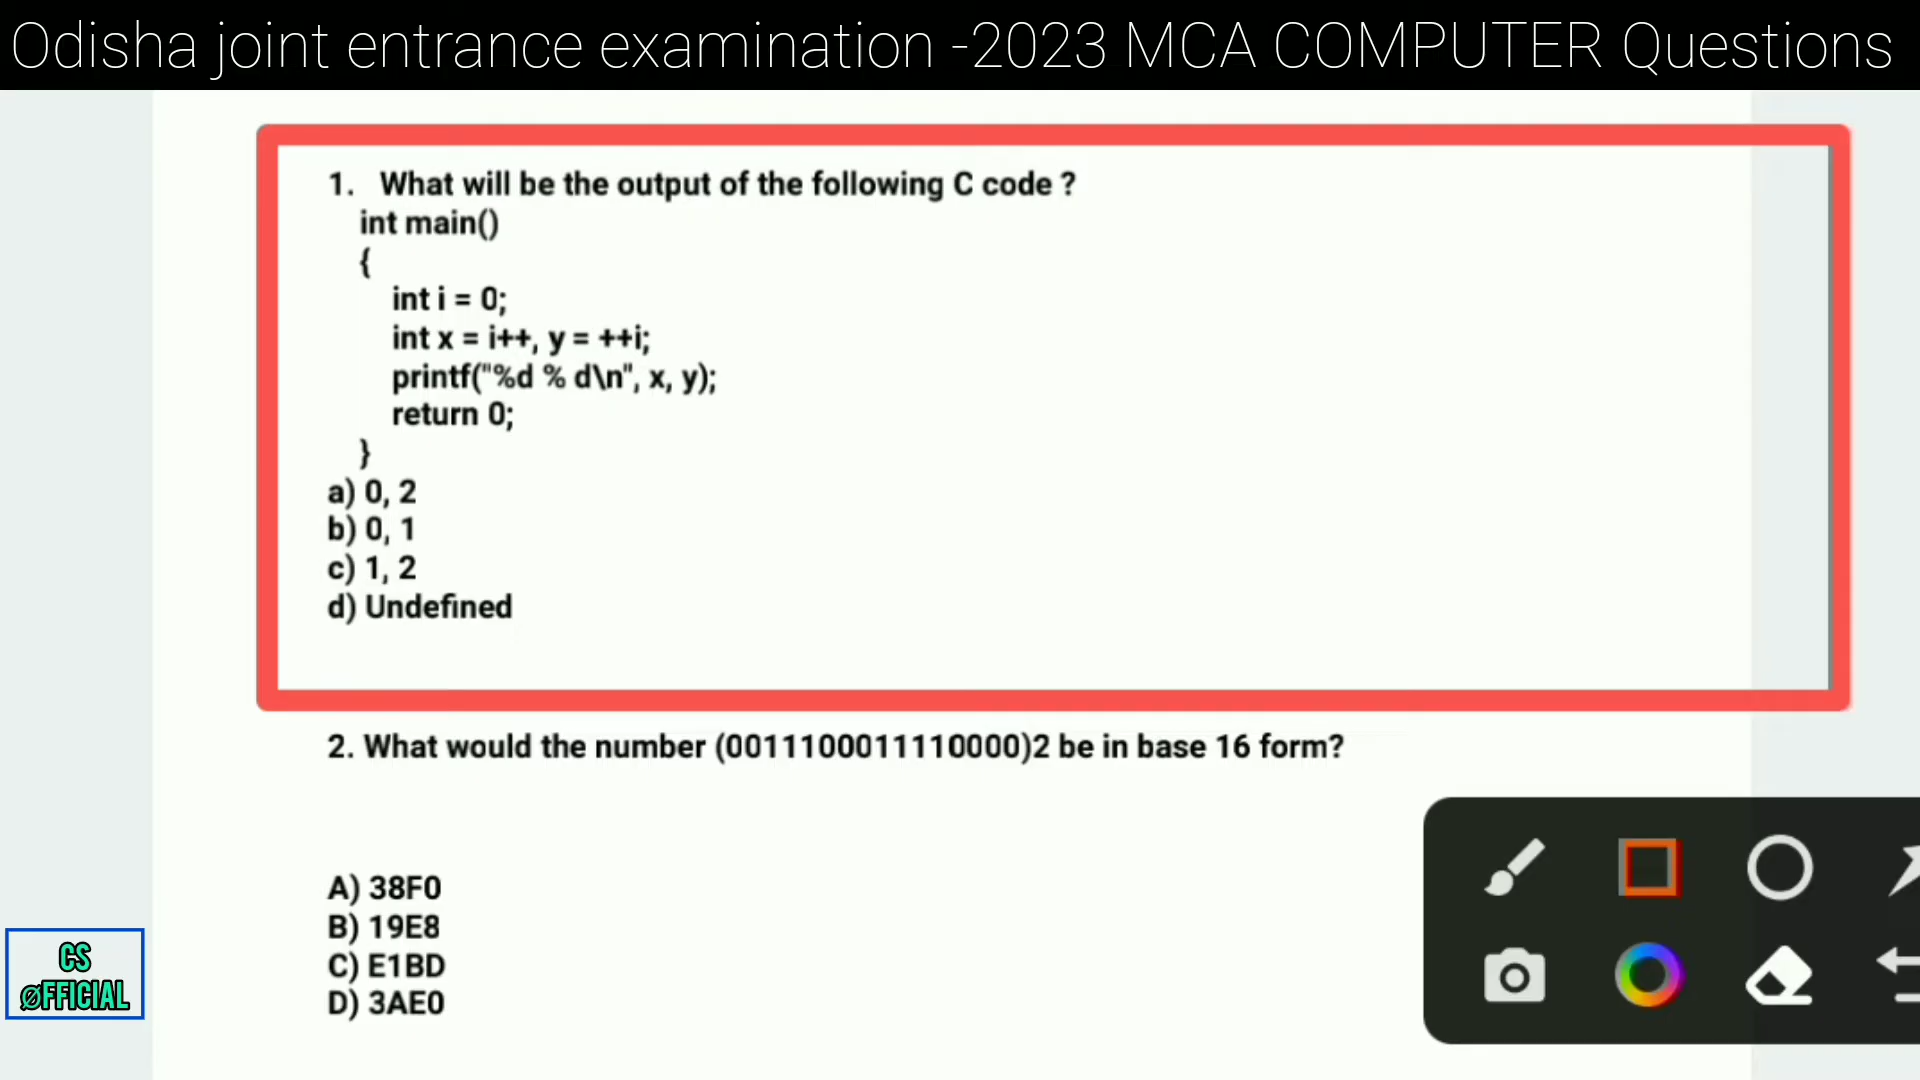 Odisha joint entrance examination -2023 MCA COMPUTER Questions
1. What will be the output of the following C code ?
int main()
{
int i = 0;
int x = i++, y = ++i;
printf("%d % d\n", x, y);
return 0;
}
a) 0, 2
b) 0, 1
c) 1, 2
d) Undefined
2. What would the number (0011100011110000)2 be in base 16 form?
A) 38F0
B) 19E8
C) E1BD
D) 3AE0
CS
ØFFICIAL